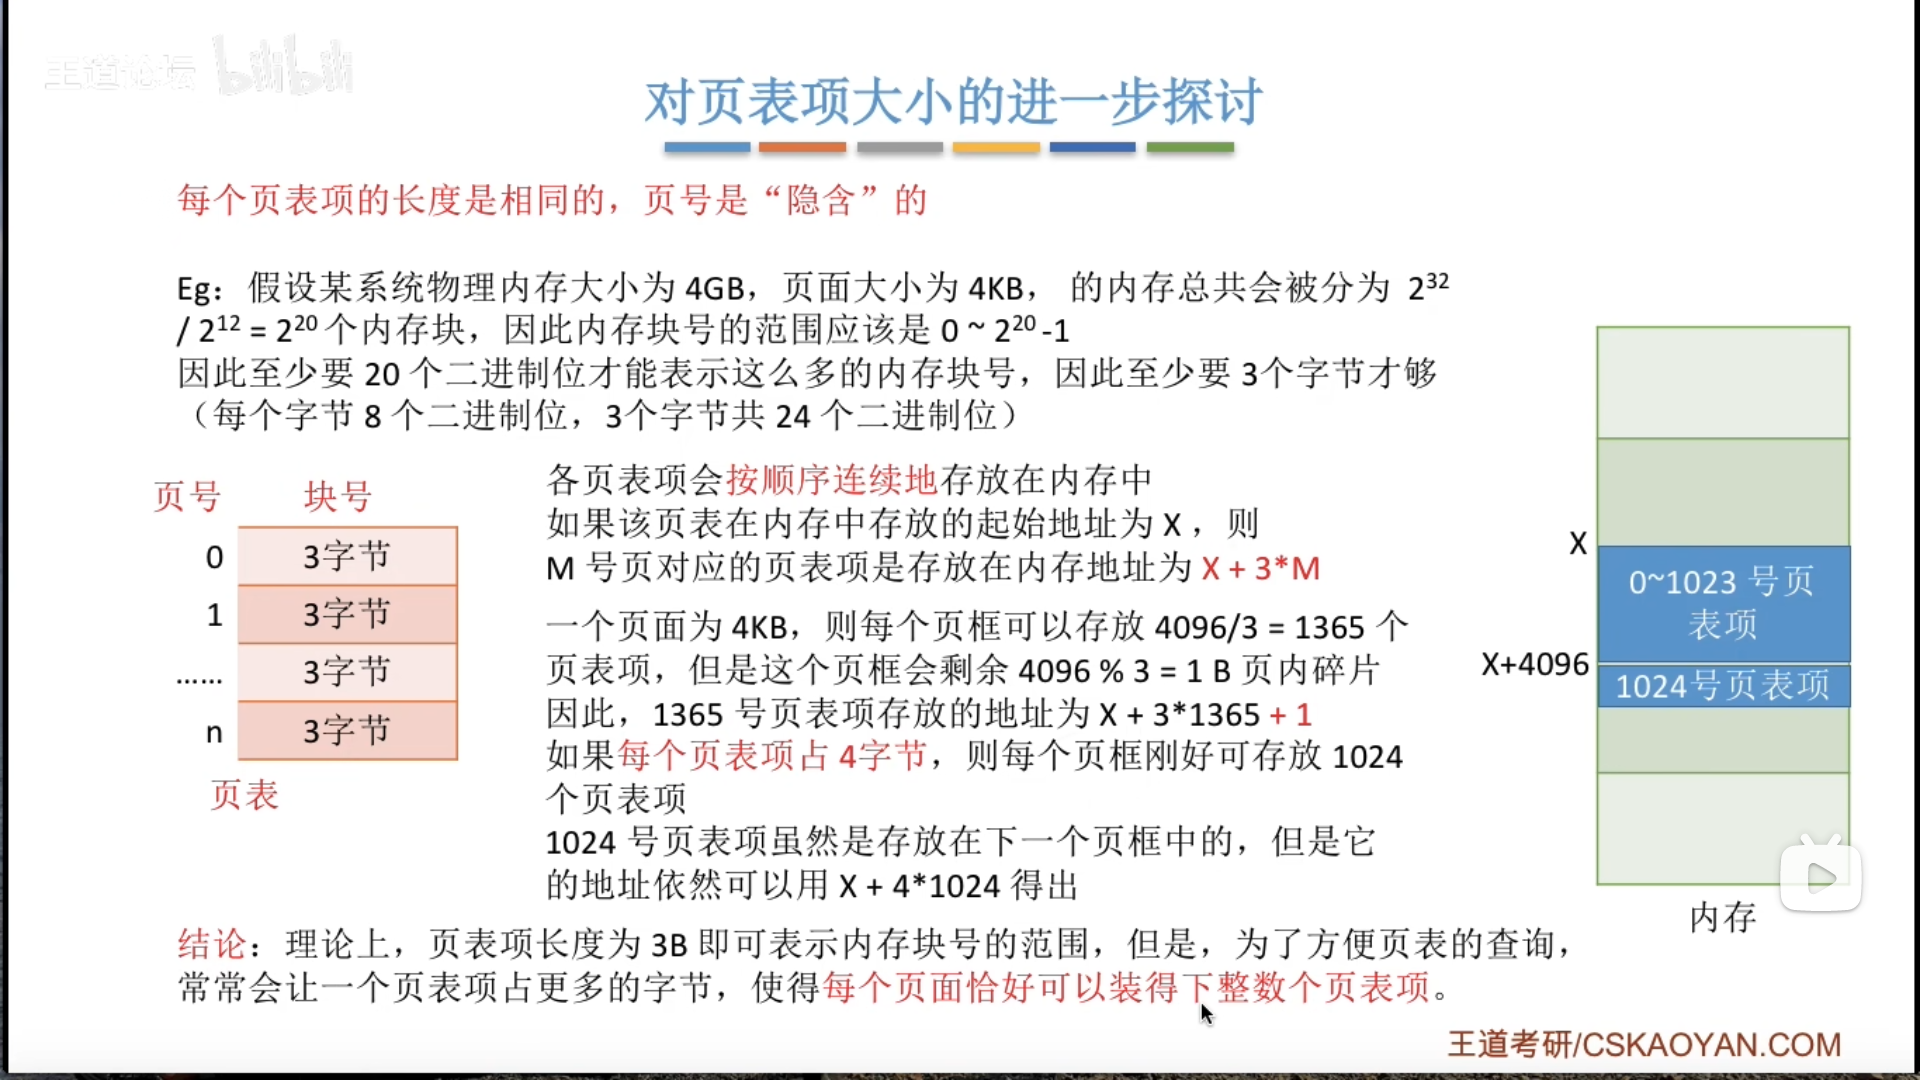 王道论坛 bilibili
对页表项大小的进一步探讨
每个页表项的长度是相同的，页号是“隐含”的
Eg：假设某系统物理内存大小为 4GB，页面大小为 4KB， 的内存总共会被分为 2³²
/ 2¹² = 2²⁰ 个内存块，因此内存块号的范围应该是 0 ~ 2²⁰ -1
因此至少要 20 个二进制位才能表示这么多的内存块号，因此至少要 3个字节才够
（每个字节 8 个二进制位，3个字节共 24 个二进制位）
页号 块号
0 3字节
1 3字节
...... 3字节
n 3字节
页表
各页表项会按顺序连续地存放在内存中
如果该页表在内存中存放的起始地址为 X ，则
M 号页对应的页表项是存放在内存地址为 X + 3*M
一个页面为 4KB，则每个页框可以存放 4096/3 = 1365 个
页表项，但是这个页框会剩余 4096 % 3 = 1 B 页内碎片
因此，1365 号页表项存放的地址为 X + 3*1365 + 1
如果每个页表项占 4字节，则每个页框刚好可存放 1024
个页表项
1024 号页表项虽然是存放在下一个页框中的，但是它
的地址依然可以用 X + 4*1024 得出
X
0~1023 号页
表项
X+4096
1024号页表项
内存
结论：理论上，页表项长度为 3B 即可表示内存块号的范围，但是，为了方便页表的查询，
常常会让一个页表项占更多的字节，使得每个页面恰好可以装得下整数个页表项。
王道考研/CSKAOYAN.COM